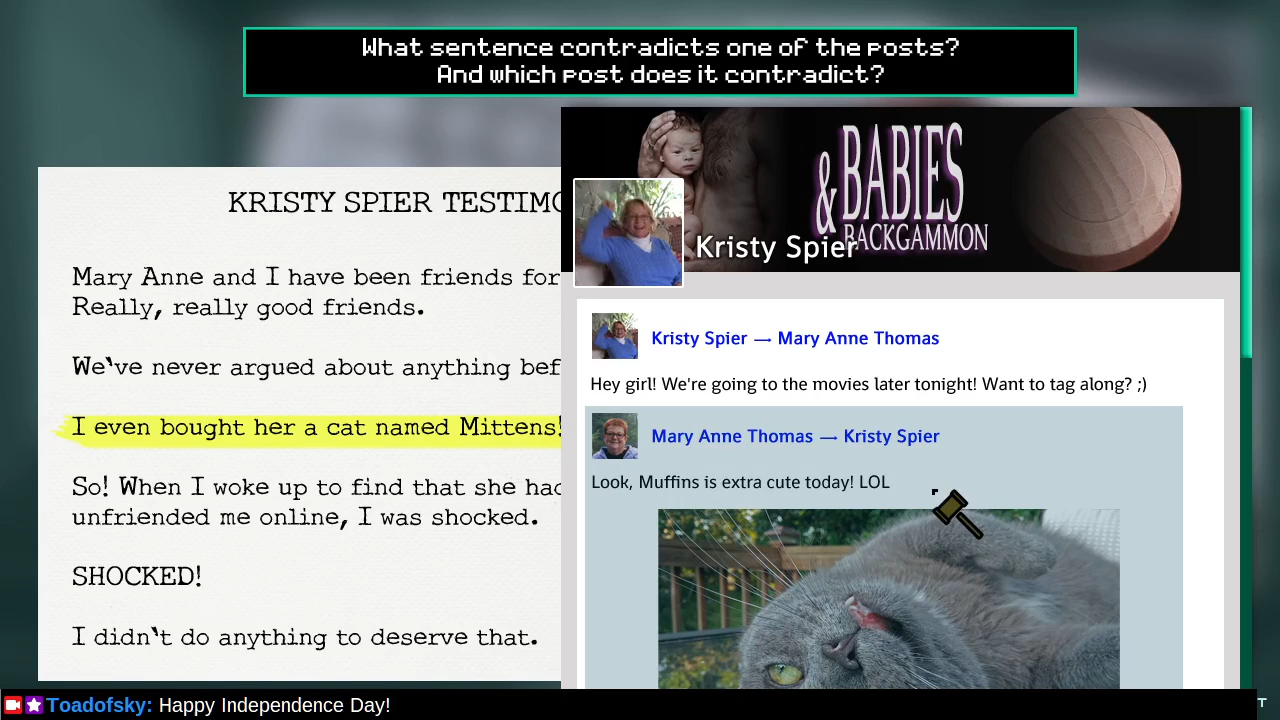 What sentence contradicts one of the posts?
And which post does it contradict?
KRISTY SPIER
Mary Anne and I have been friends for
Really, really good friends.
We've never argued about anything
I even bought her a cat named Mittens!
So! When I woke up to find that she had
unfriended me online, I was shocked.
SHOCKED!
I didn't do anything to deserve that.
& BABIES
BACKGAMMON
Kristy Spier
Kristy Spier → Mary Anne Thomas
Hey girl! We're going to the movies later tonight! Want to tag along? ;)
Mary Anne Thomas → Kristy Spier
Look, Muffins is extra cute today! LOL
Toadofsky: Happy Independence Day!
T